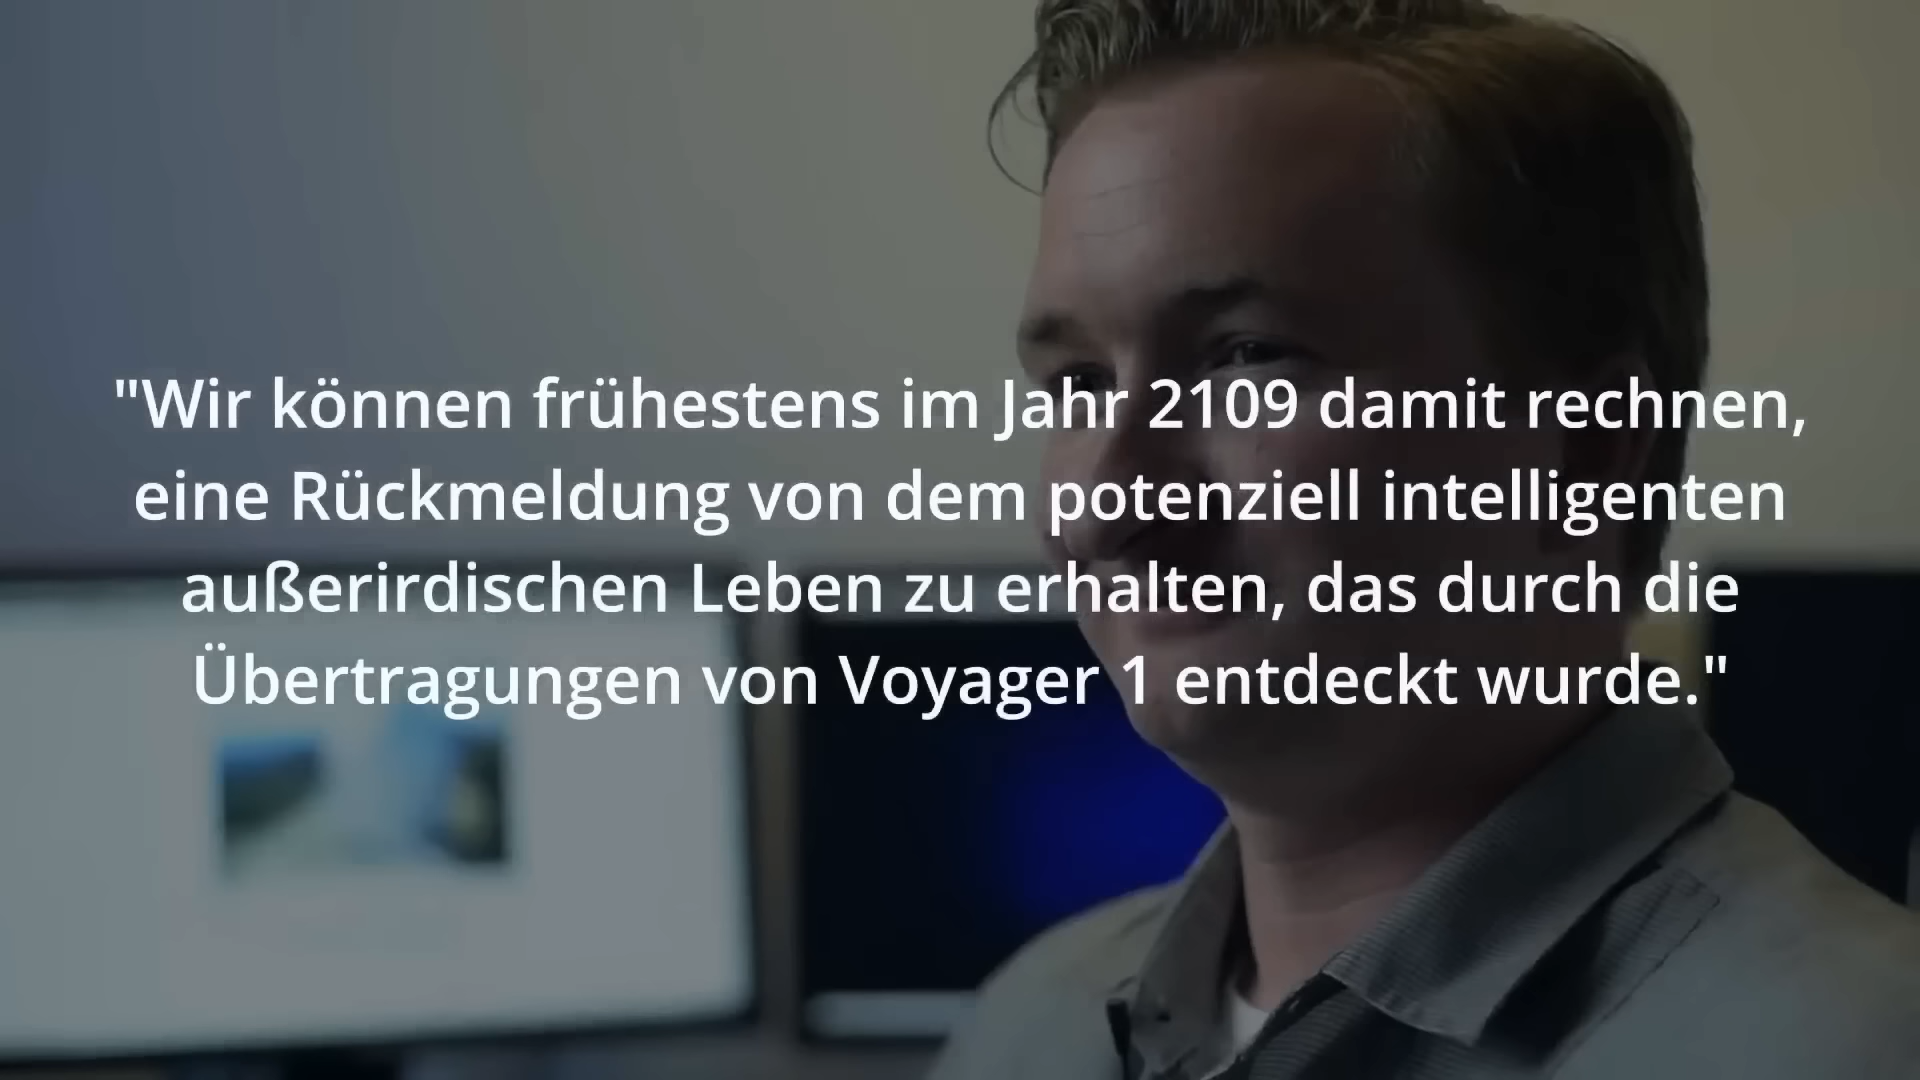 "Wir können frühestens im Jahr 2109 damit rechnen,
eine Rückmeldung von dem potenziell intelligenten
außerirdischen Leben zu erhalten, das durch die
Übertragungen von Voyager 1 entdeckt wurde."